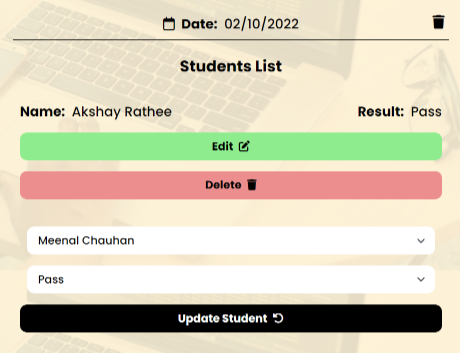 Date: 02/10/2022
Students List
Name: Akshay Rathee Result: Pass
Edit
Delete
Meenal Chauhan
Pass
Update Student